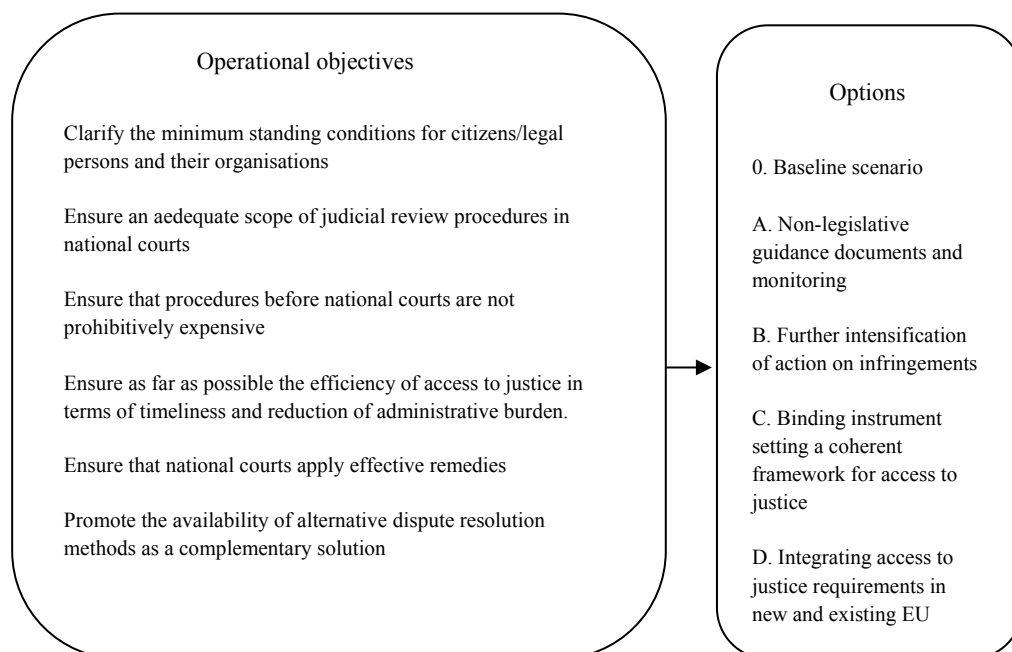 Operational objectives
Clarify the minimum standing conditions for citizens/legal
persons and their organisations
Ensure an aedequate scope of judicial review procedures in
national courts
Ensure that procedures before national courts are not
prohibitively expensive
Ensure as far as possible the efficiency of access to justice in
terms of timeliness and reduction of administrative burden.
Ensure that national courts apply effective remedies
Promote the availability of alternative dispute resolution
methods as a complementary solution
Options
0. Baseline scenario
A. Non-legislative
guidance documents and
monitoring
B. Further intensification
of action on infringements
C. Binding instrument
setting a coherent
framework for access to
justice
D. Integrating access to
justice requirements in
new and existing EU